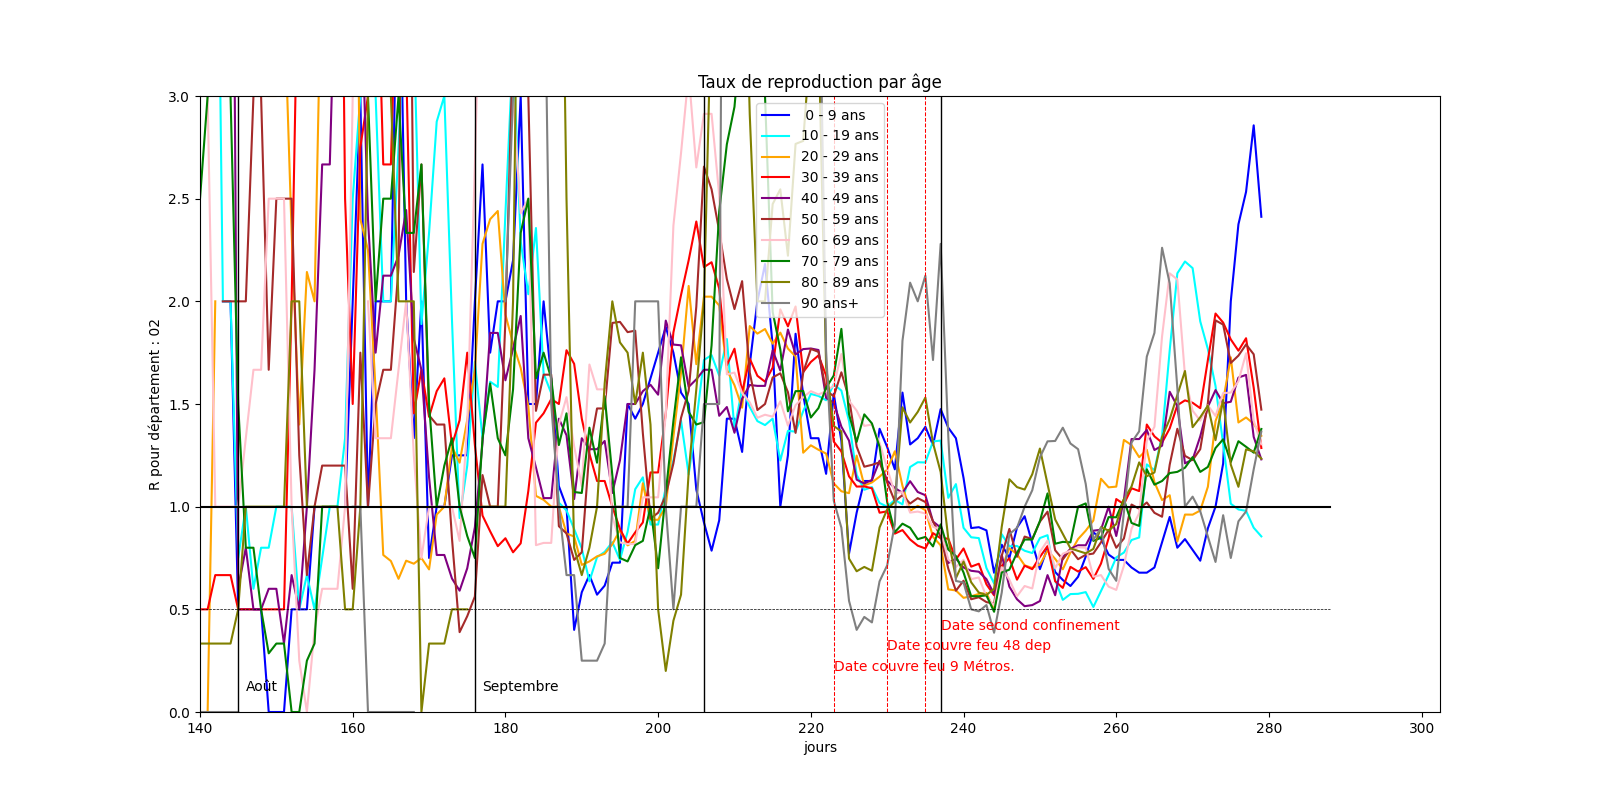 Taux de reproduction par âge
R pour département : 02
3.0
2.5
2.0
1.5
1.0
0.5
0.0
0 - 9 ans
10 - 19 ans
20 - 29 ans
30 - 39 ans
40 - 49 ans
50 - 59 ans
60 - 69 ans
70 - 79 ans
80 - 89 ans
90 ans+
Date second confinement
Date couvre feu 48 dep
Date couvre feu 9 Métros.
Août
Septembre
140 160 180 200 220 240 260 280 300
jours